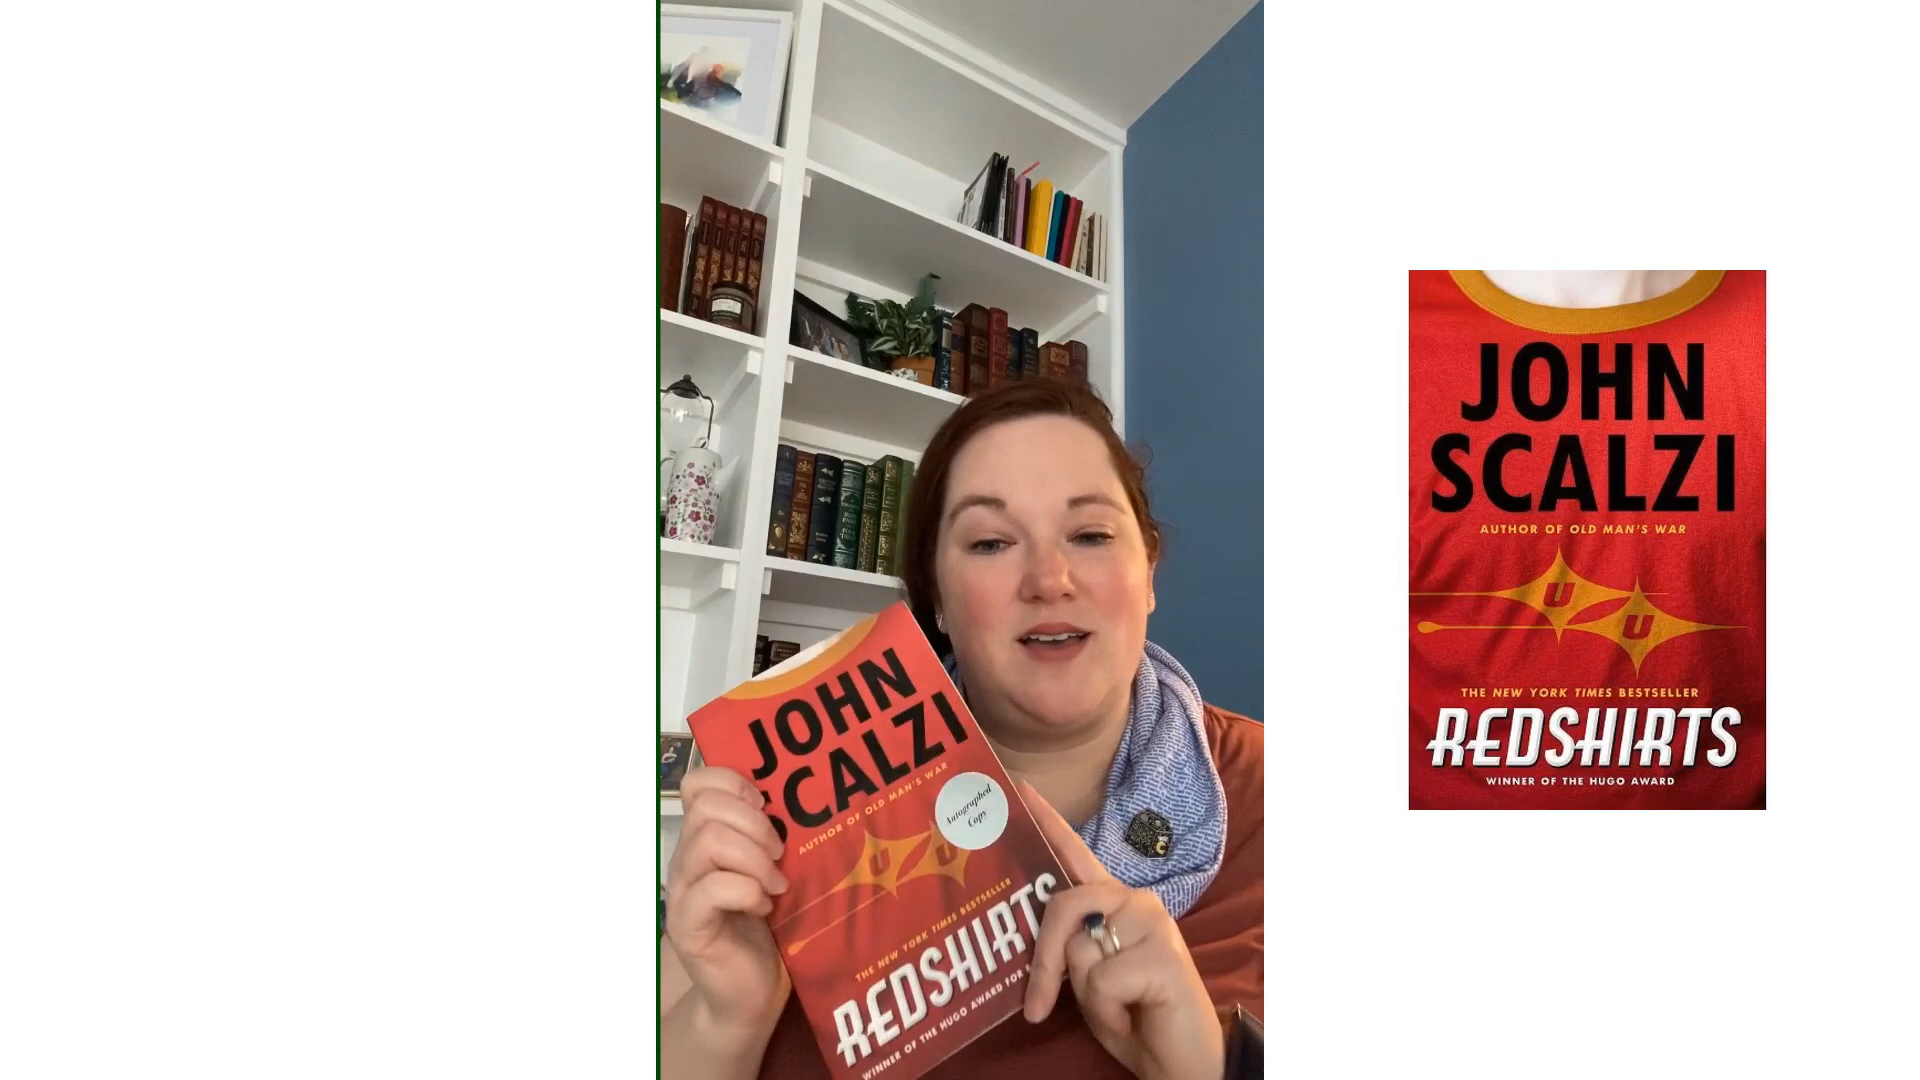 JOHN
SCALZI
AUTHOR OF OLD MAN'S WAR
Autographed
Copy
U U
THE NEW YORK TIMES BESTSELLER
REDSHIRTS
WINNER OF THE HUGO AWARD FOR
JOHN
SCALZI
AUTHOR OF OLD MAN'S WAR
U
U
THE NEW YORK TIMES BESTSELLER
REDSHIRTS
WINNER OF THE HUGO AWARD